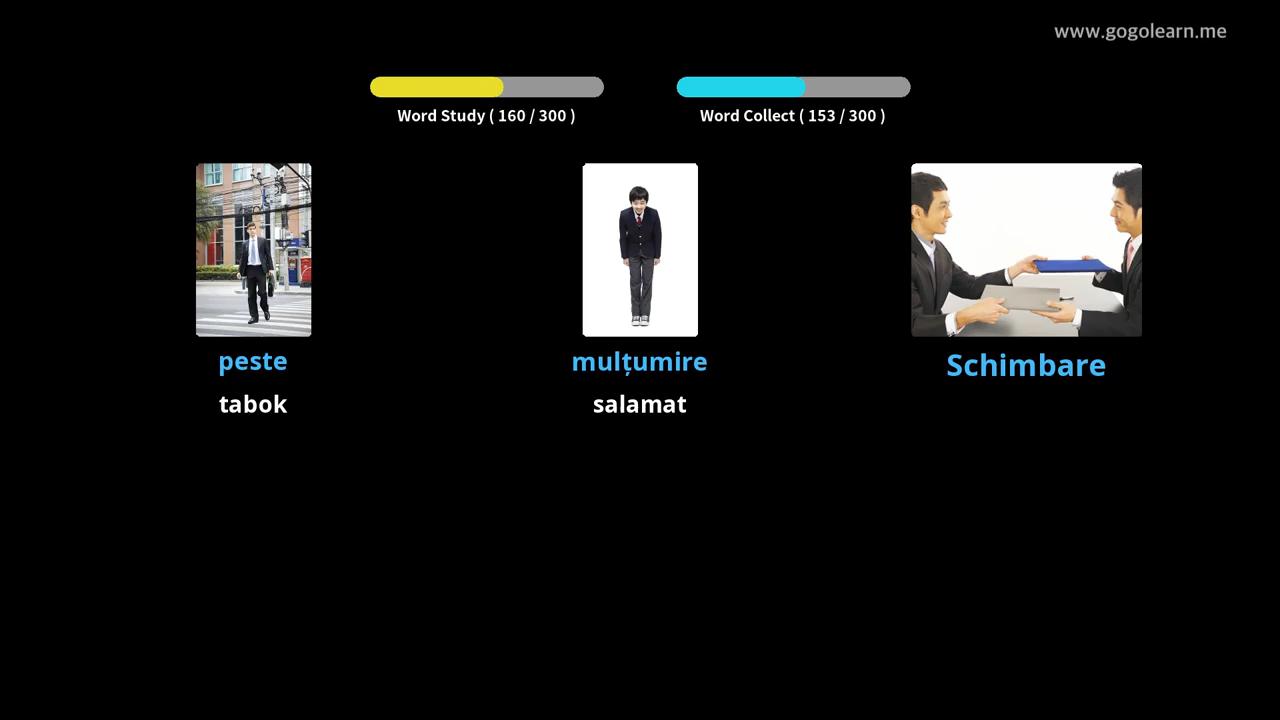 www.gogolearn.me
Word Study ( 160 / 300 )
Word Collect ( 153 / 300 )
peste
mulțumire
Schimbare
tabok
salamat